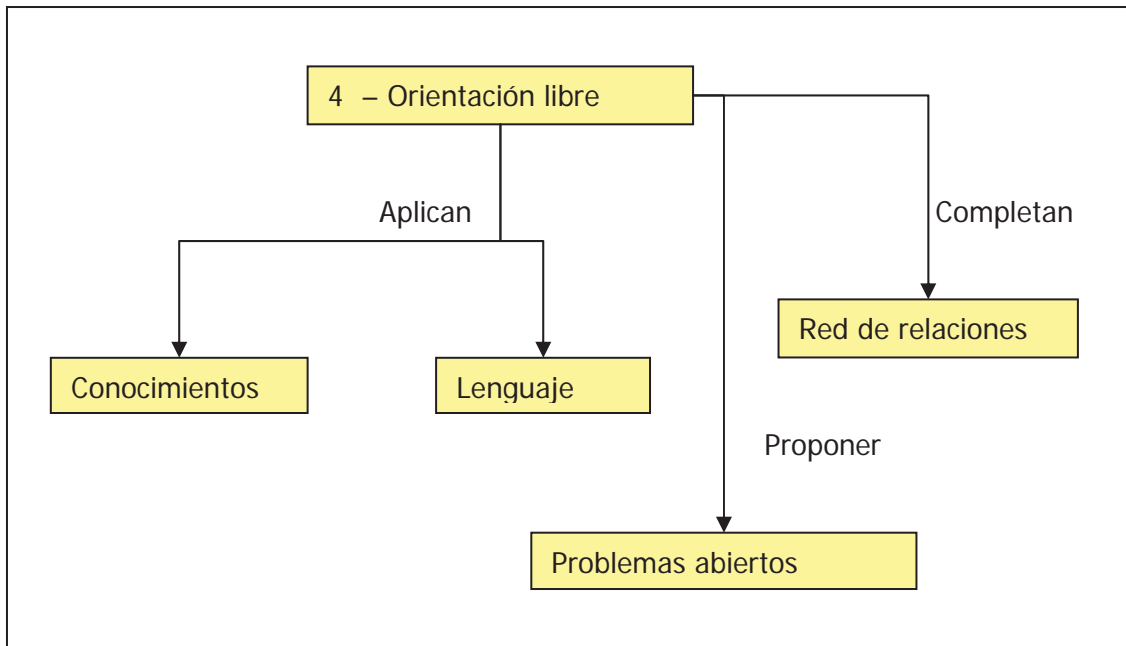 4 – Orientación libre
Aplican
Completan
Red de relaciones
Conocimientos
Lenguaje
Proponer
Problemas abiertos